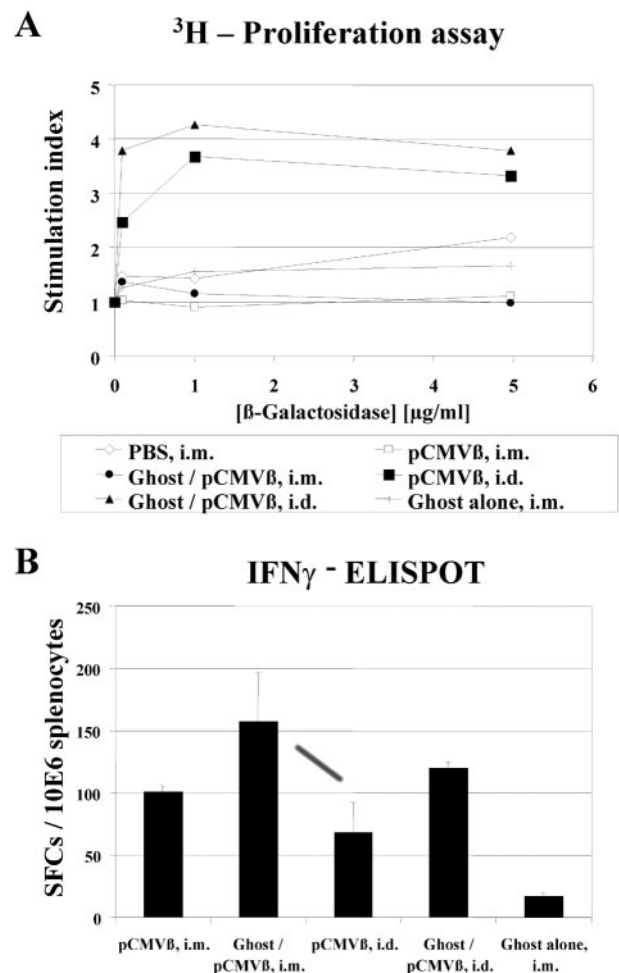 A
³H – Proliferation assay
Stimulation index
5
4
3
2
1
0
0 1 2 3 4 5 6
[ß-Galactosidase] [µg/ml]
PBS, i.m. pCMVß, i.m.
Ghost / pCMVß, i.m. pCMVß, i.d.
Ghost / pCMVß, i.d. Ghost alone, i.m.
B
IFNγ - ELISPOT
SFCs / 10E6 splenocytes
250
200
150
100
50
0
pCMVß, i.m. Ghost / pCMVß, i.d. Ghost / Ghost alone,
pCMVß, i.m. pCMVß, i.d. i.m.